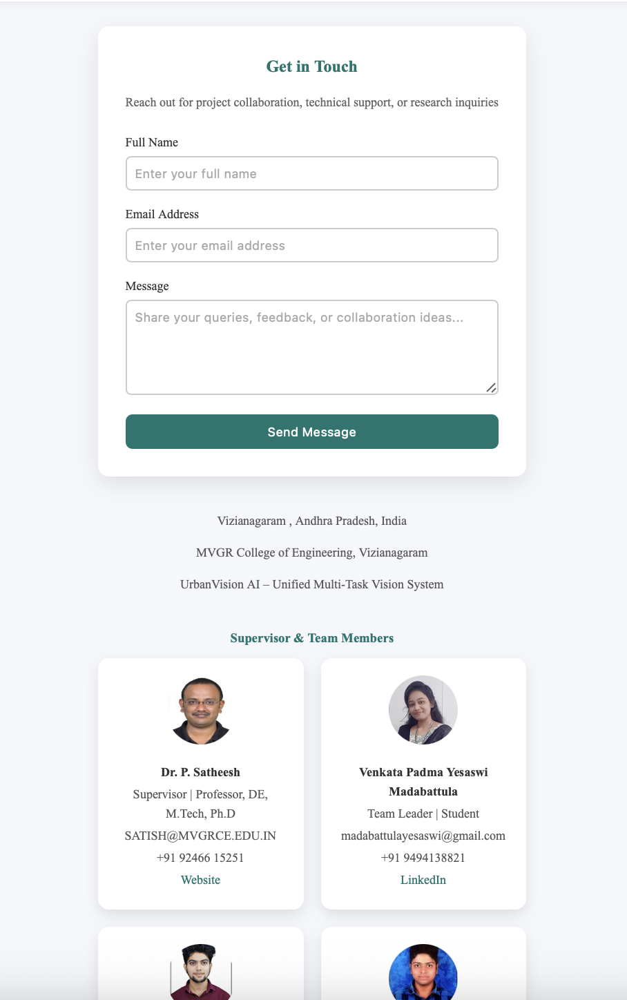 Get in Touch
Reach out for project collaboration, technical support, or research inquiries
Full Name
Enter your full name
Email Address
Enter your email address
Message
Share your queries, feedback, or collaboration ideas...
Send Message
Vizianagaram , Andhra Pradesh, India
MVGR College of Engineering, Vizianagaram
UrbanVision AI – Unified Multi-Task Vision System
Supervisor & Team Members
Dr. P. Satheesh
Supervisor | Professor, DE,
M.Tech, Ph.D
SATISH@MVGRCE.EDU.IN
+91 92466 15251
Website
Venkata Padma Yesaswi
Madabattula
Team Leader | Student
madabattulayesaswi@gmail.com
+91 9494138821
LinkedIn